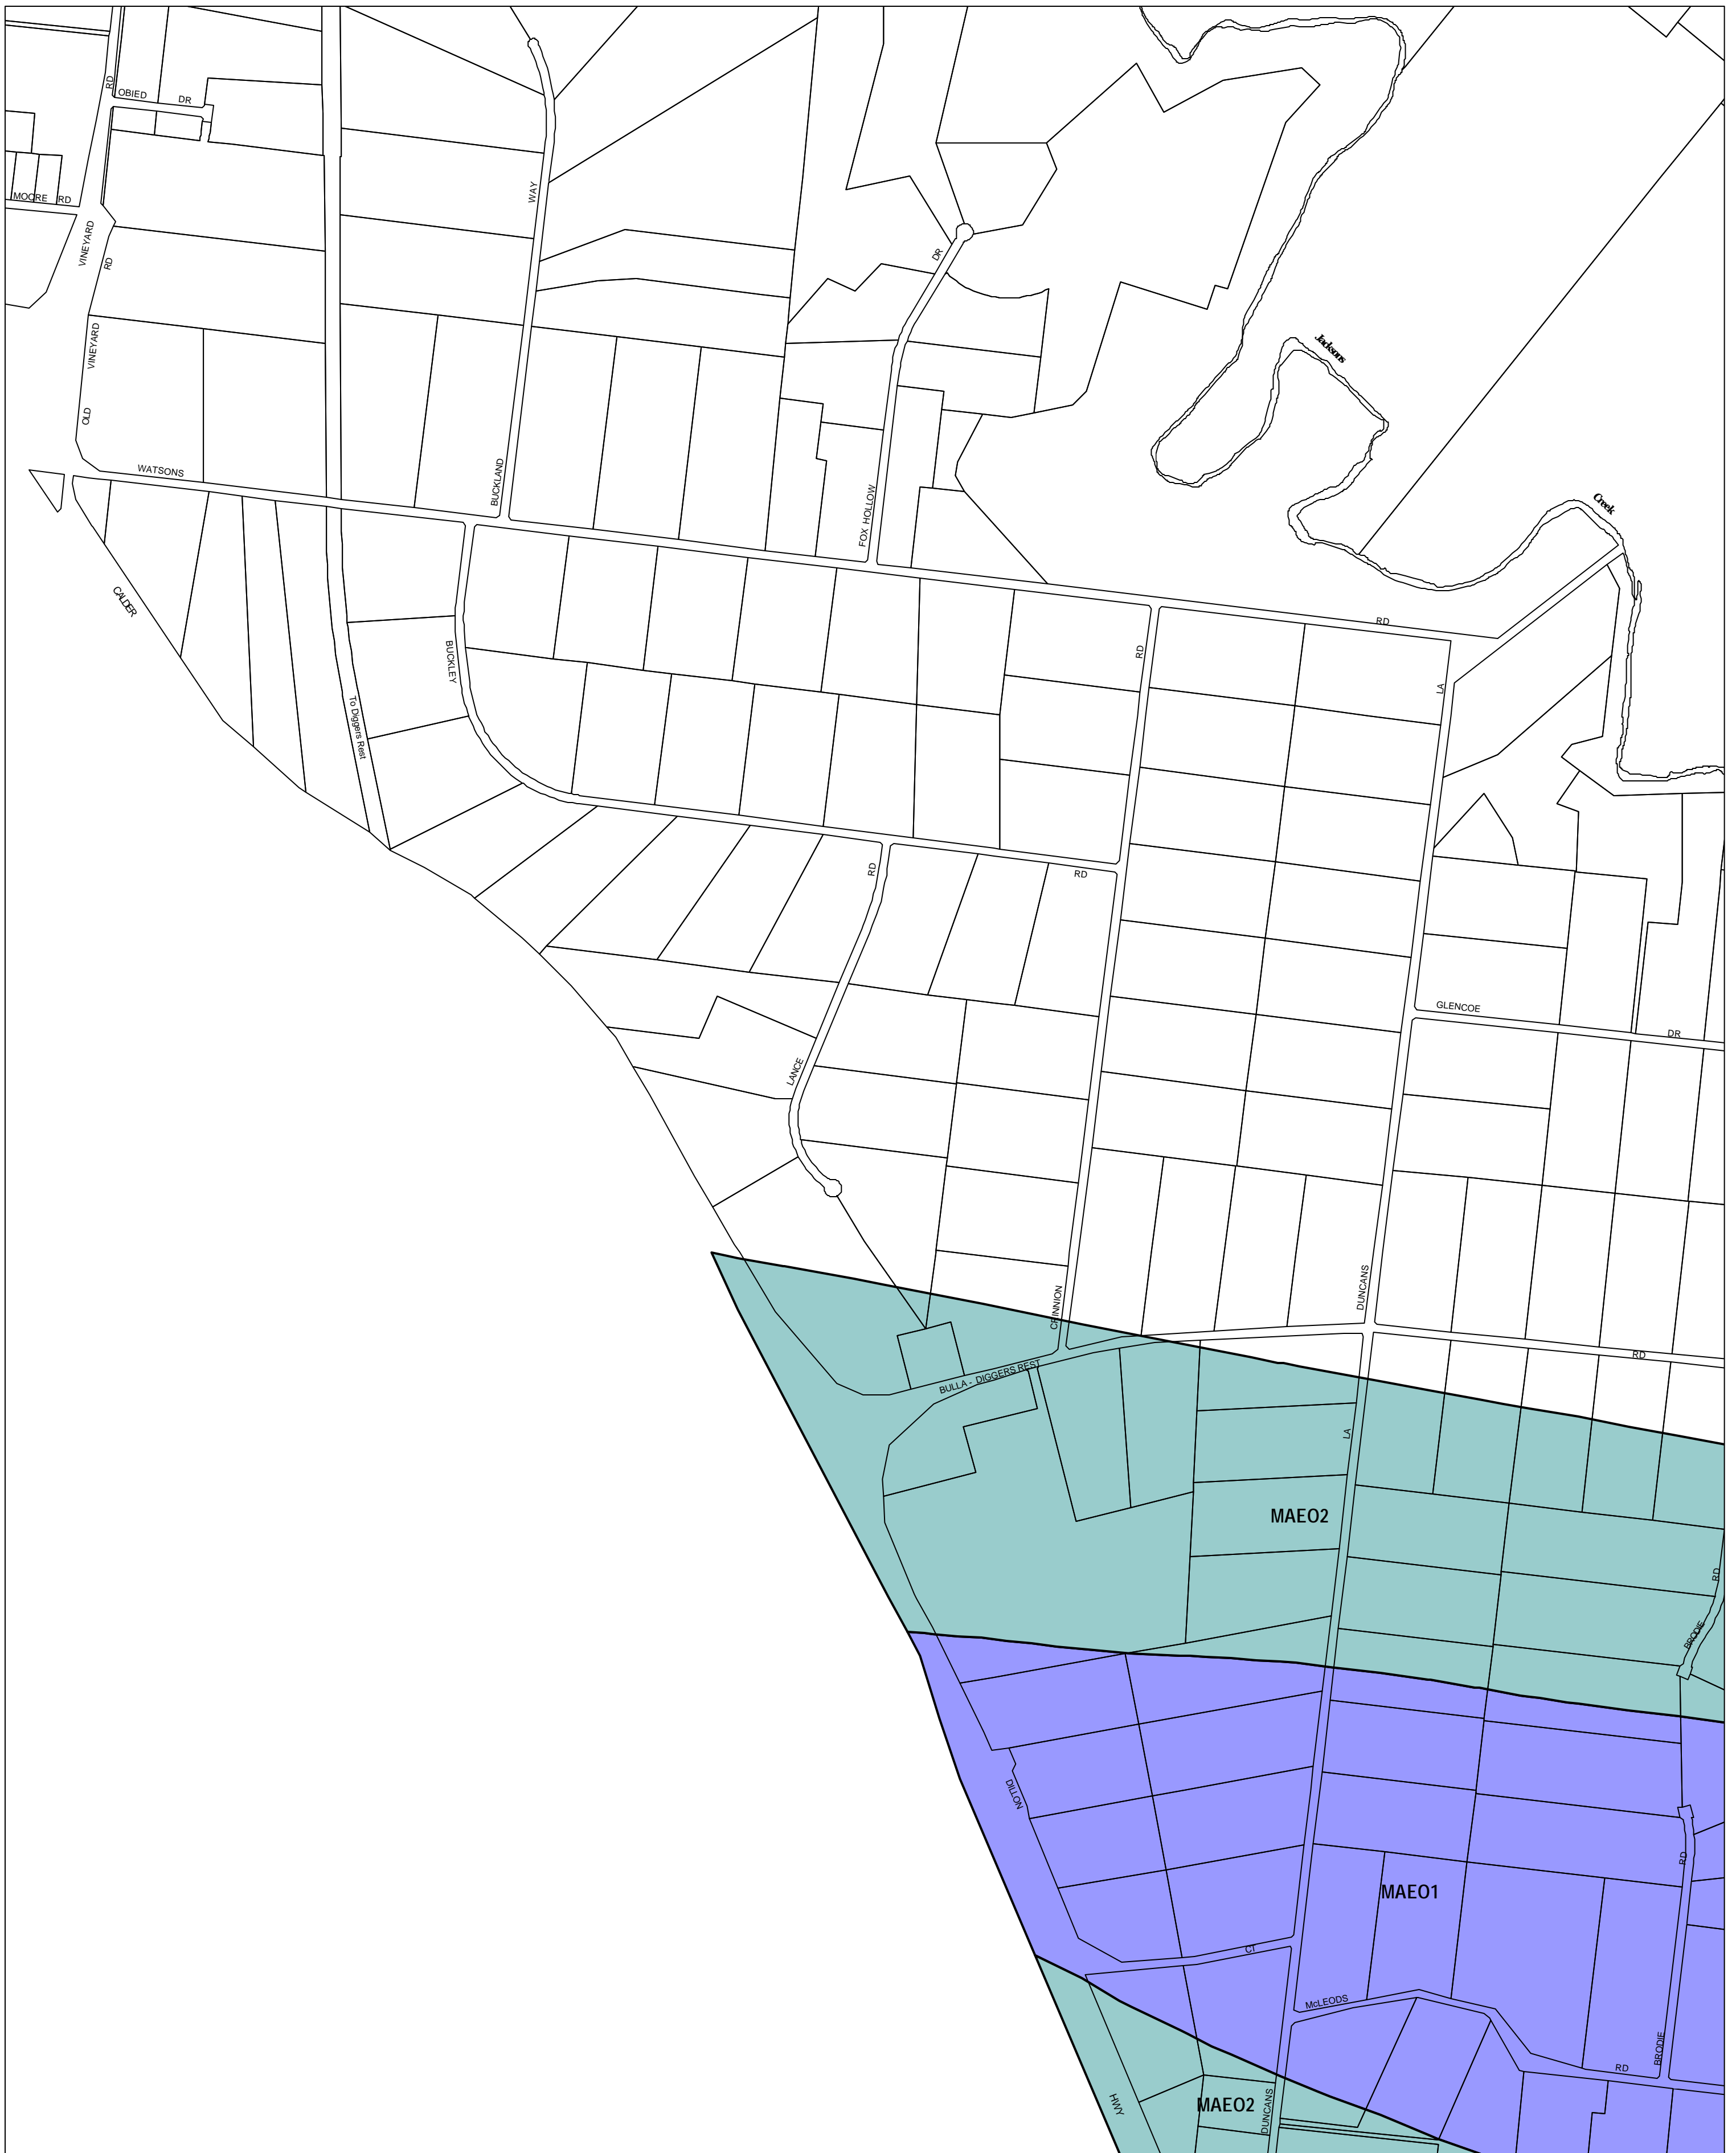 RD
OBIED DR
MOORE RD
VINEYARD
RD
WAY
DR
VINEYARD
OLD
Jacksons
WATSONS
BUCKLAND
FOX HOLLOW
Creek
CALDER
RD
BUCKLEY
RD
LA
To Diggers Rest
RD
RD
GLENCOE
DR
LANCE
CRINNION
DUNCANS
RD
BULLA - DIGGERS REST
LA
MAEO2
RD
BRODIE
DILLON
RD
MAEO1
CT
McLEODS
BRODIE
RD
HWY
MAEO2
DUNCANS